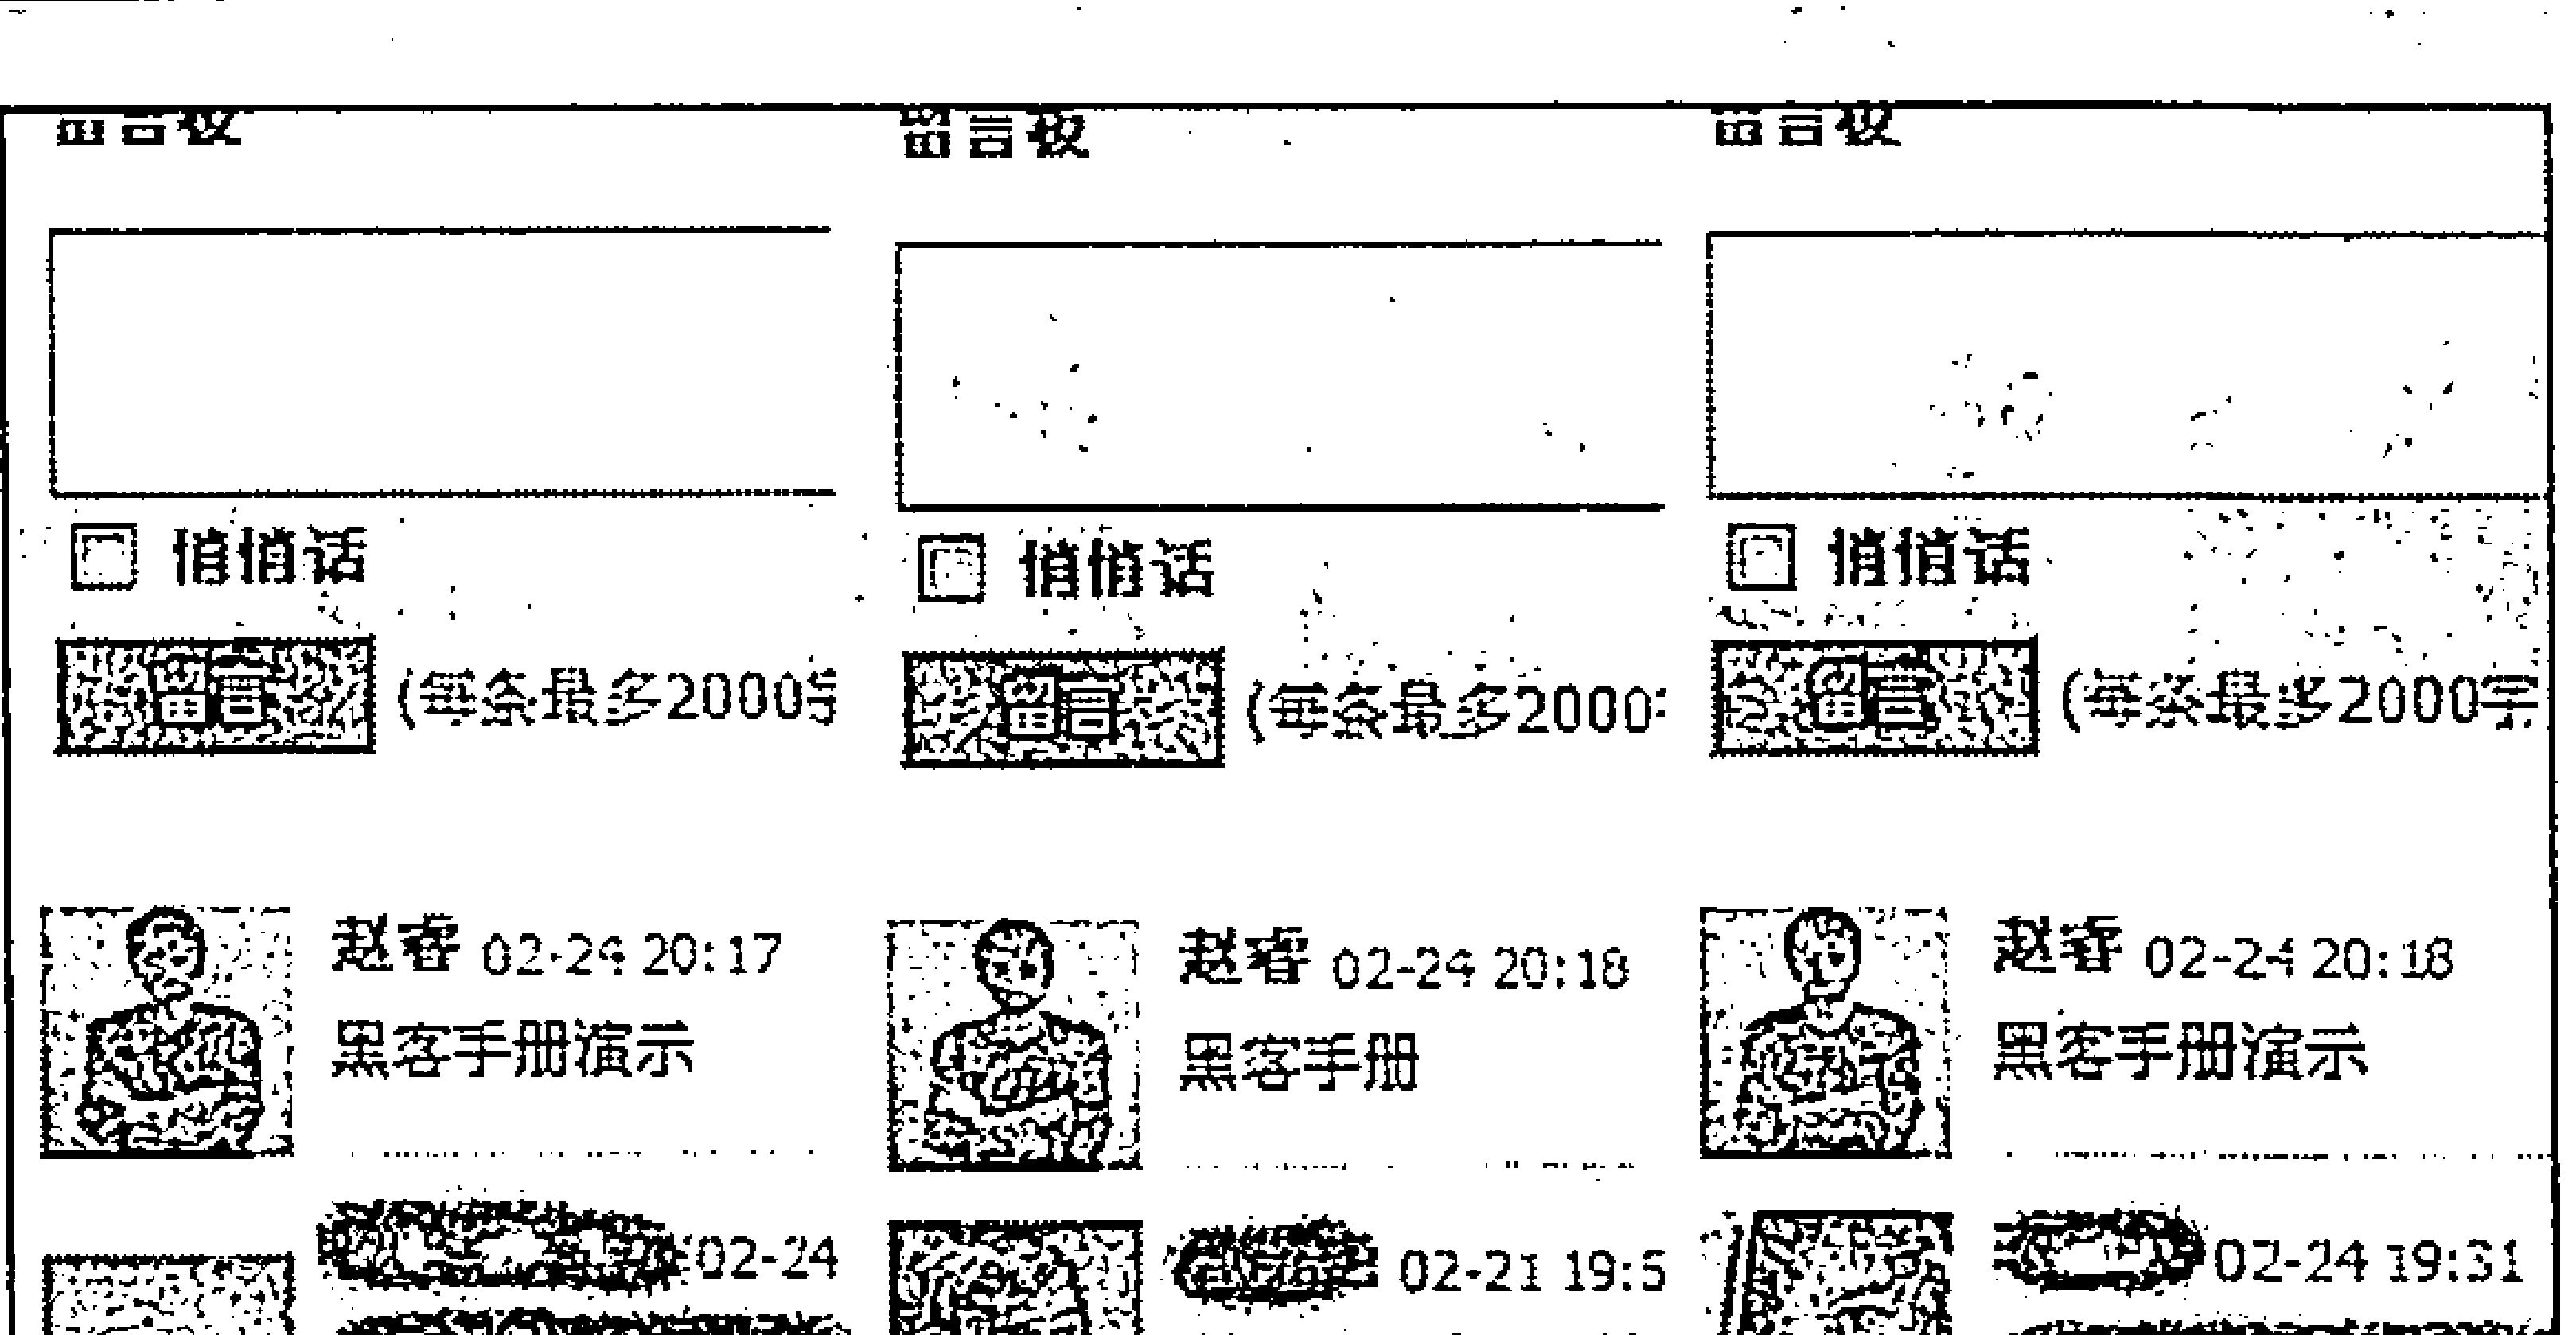 留言板
悄悄话
留言 (每条最多2000字
赵睿 02-24 20:17
黑客手册演示
02-24
留言板
悄悄话
留言 (每条最多2000
赵睿 02-24 20:18
黑客手册
02-21 19:5
留言板
悄悄话
留言 (每条最多2000字
赵睿 02-24 20:18
黑客手册演示
02-24 19:31